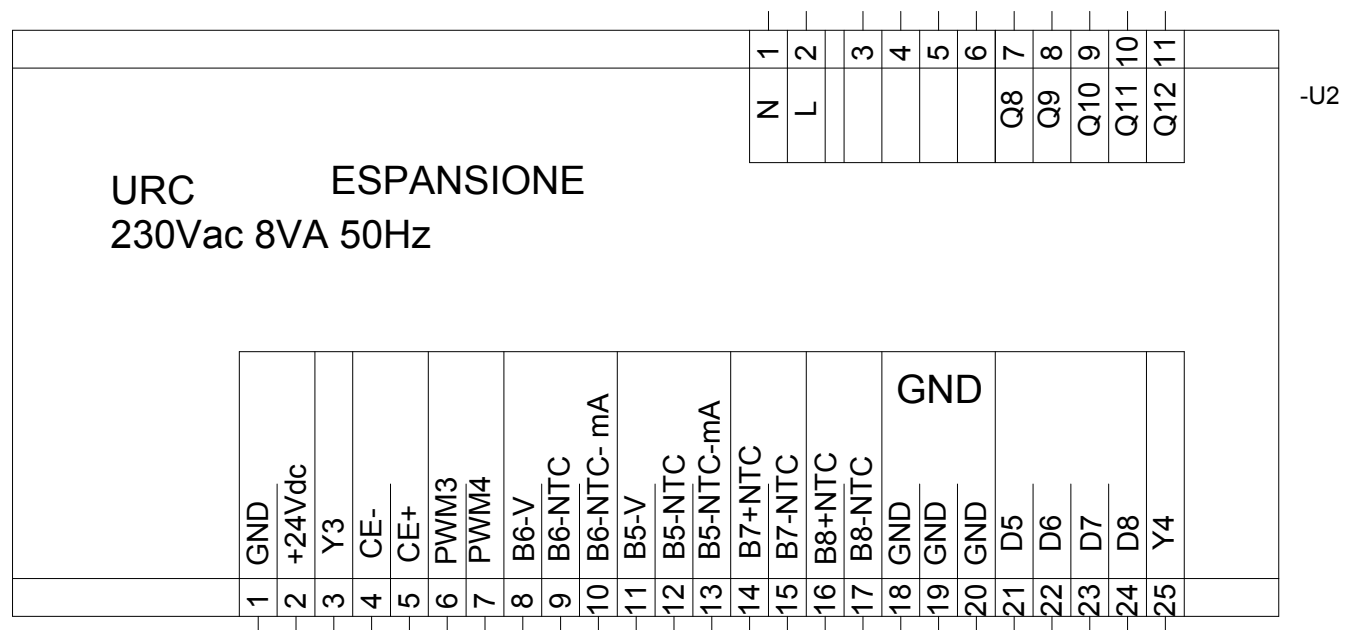 1 2 3 4 5 6 7 8 9 10 11
N L Q8 Q9 Q10 Q11 Q12
-U2
URC ESPANSIONE
230Vac 8VA 50Hz
GND
GND +24Vdc Y3 CE- CE+ PWM3 PWM4 B6-V B6-NTC B6-NTC- mA B5-V B5-NTC B5-NTC-mA B7+NTC B7-NTC B8+NTC B8-NTC GND GND GND D5 D6 D7 D8 Y4
1 2 3 4 5 6 7 8 9 10 11 12 13 14 15 16 17 18 19 20 21 22 23 24 25